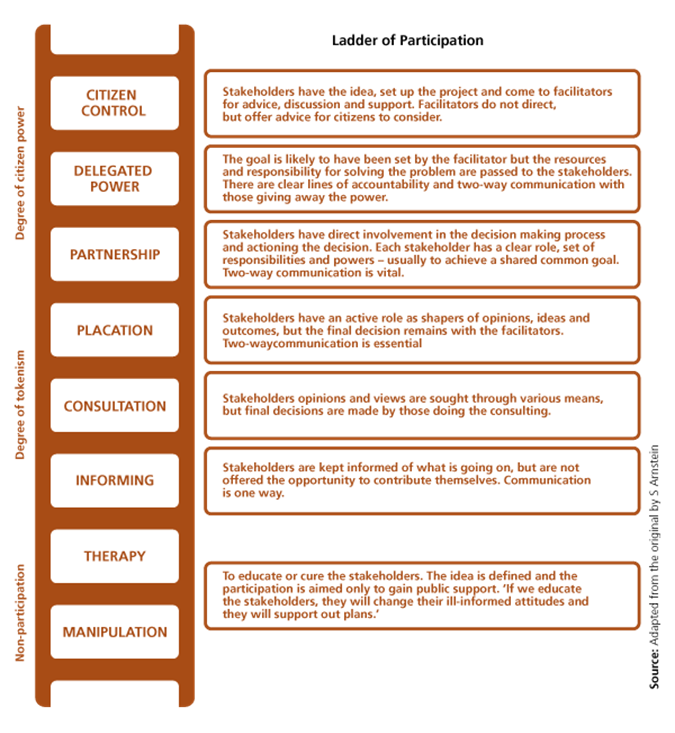 Ladder of Participation
Degree of citizen power
CITIZEN
CONTROL
Stakeholders have the idea, set up the project and come to facilitators
for advice, discussion and support. Facilitators do not direct,
but offer advice for citizens to consider.
DELEGATED
POWER
The goal is likely to have been set by the facilitator but the resources
and responsibility for solving the problem are passed to the stakeholders.
There are clear lines of accountability and two-way communication with
those giving away the power.
PARTNERSHIP
Stakeholders have direct involvement in the decision making process
and actioning the decision. Each stakeholder has a clear role, set of
responsibilities and powers – usually to achieve a shared common goal.
Two-way communication is vital.
Degree of tokenism
PLACATION
Stakeholders have an active role as shapers of opinions, ideas and
outcomes, but the final decision remains with the facilitators.
Two-waycommunication is essential
CONSULTATION
Stakeholders opinions and views are sought through various means,
but final decisions are made by those doing the consulting.
INFORMING
Stakeholders are kept informed of what is going on, but are not
offered the opportunity to contribute themselves. Communication
is one way.
Non-participation
THERAPY
MANIPULATION
To educate or cure the stakeholders. The idea is defined and the
participation is aimed only to gain public support. ‘If we educate
the stakeholders, they will change their ill-informed attitudes and
they will support out plans.’
Source: Adapted from the original by S Arnstein